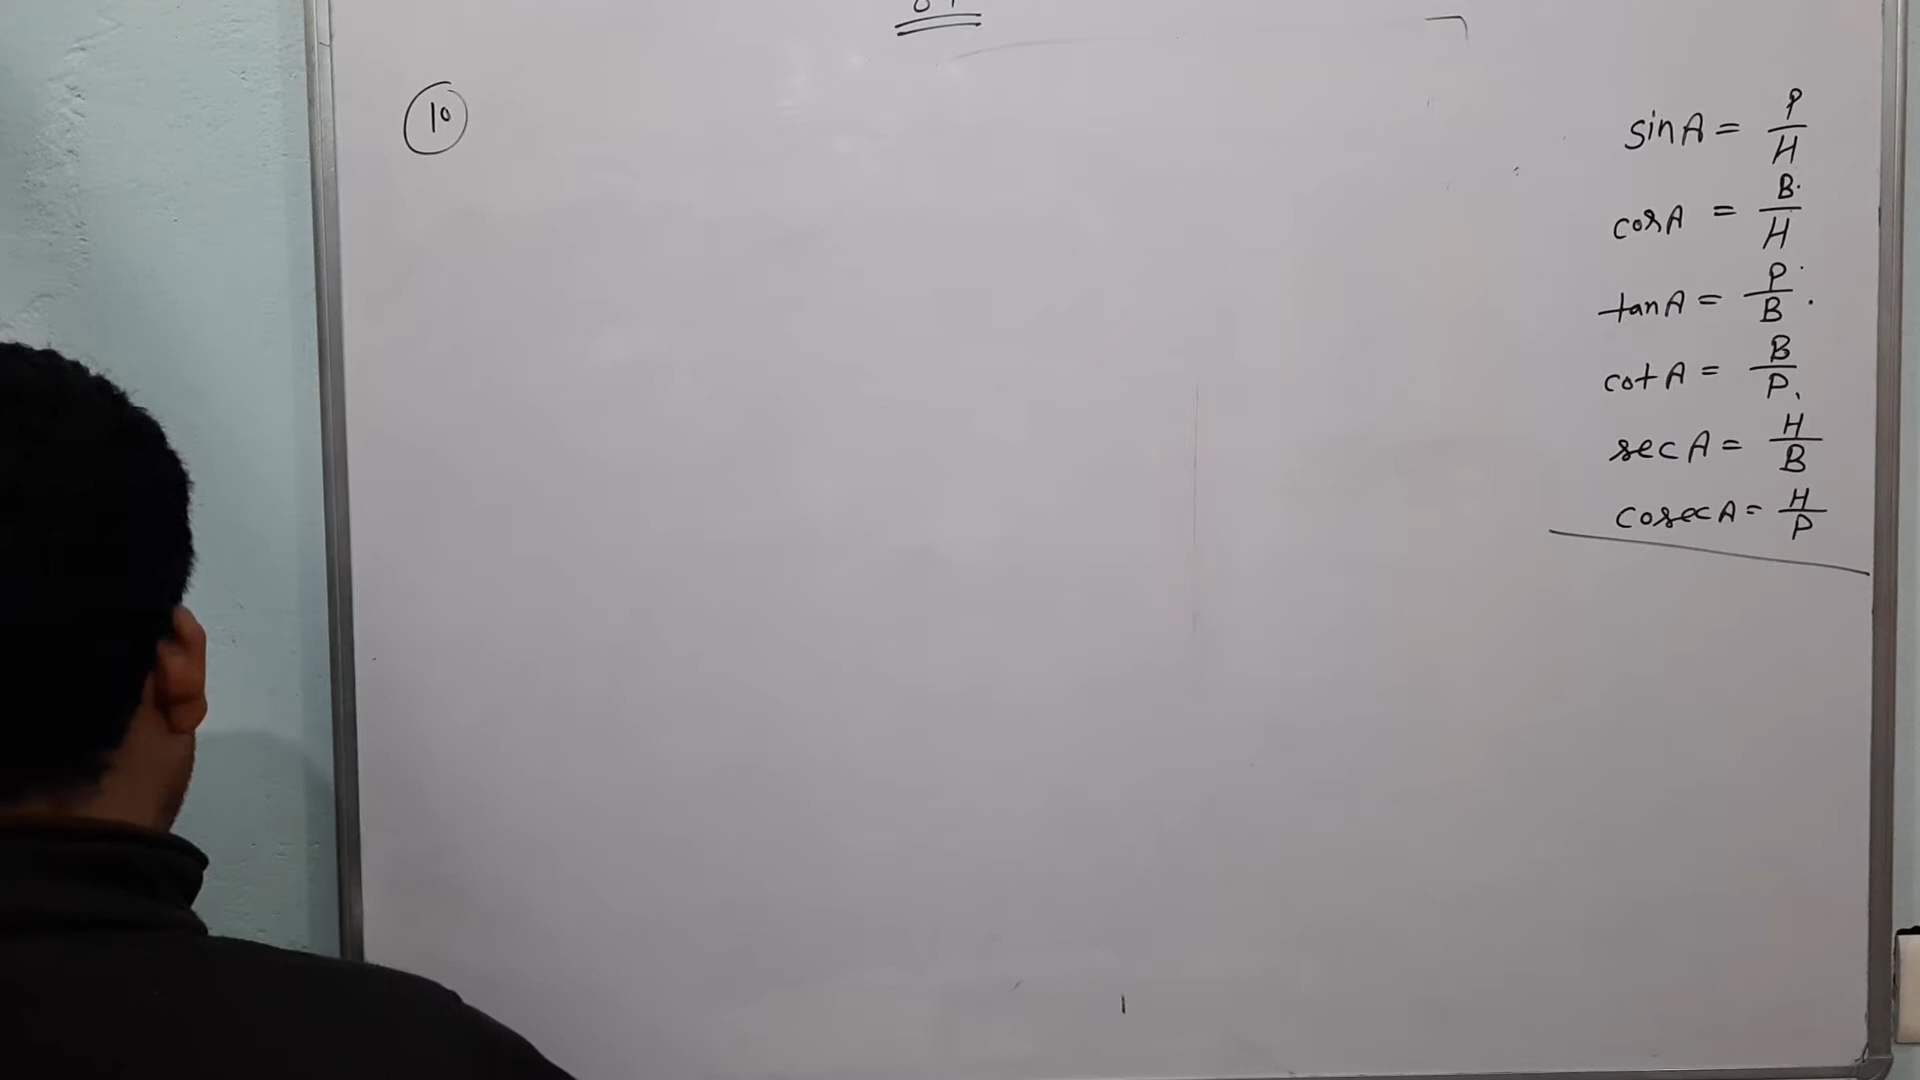 10
sinA = P/H
cosA = B/H
tanA = P/B
cotA = B/P
secA = H/B
cosecA = H/P